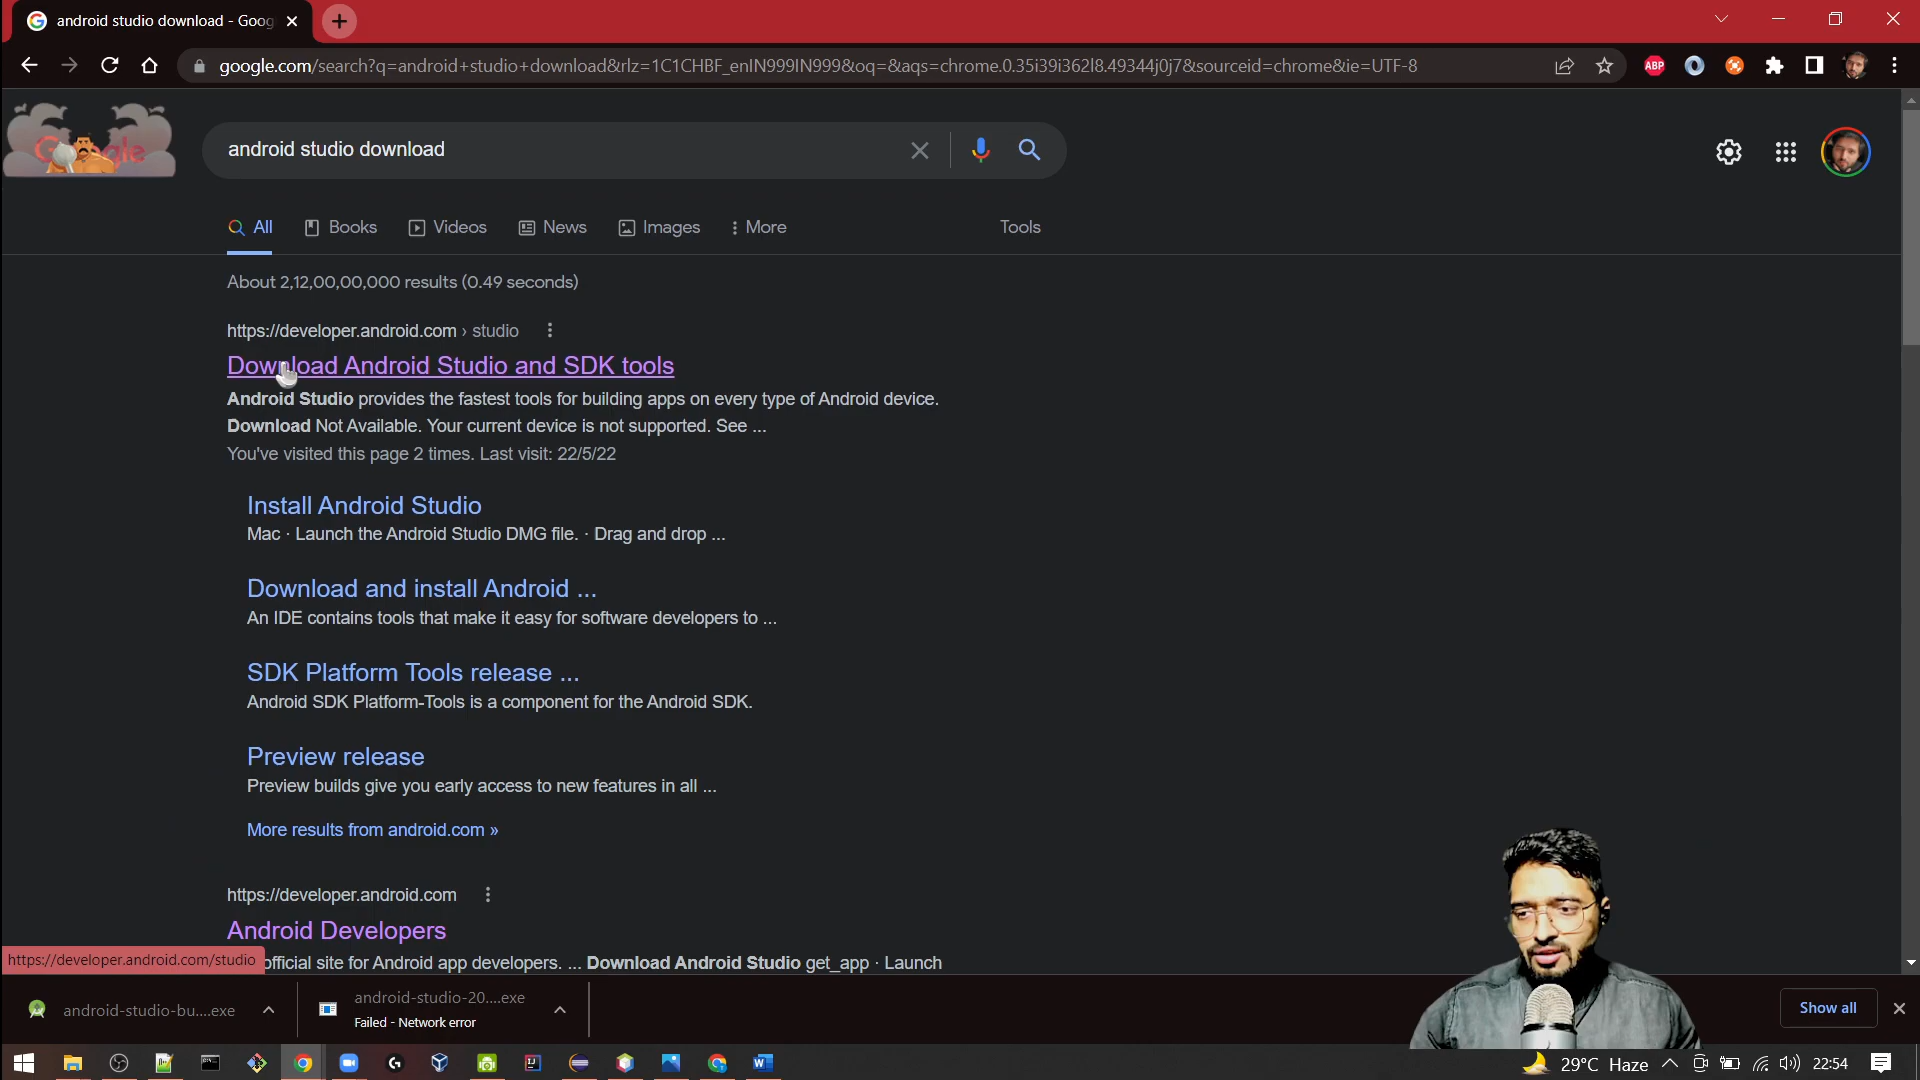 android studio download - Goog
google.com/search?q=android+studio+download&rlz=1C1CHBF_enIN999IN999&oq=&aqs=chrome.0.35i39i362l8.49344j0j7&sourceid=chrome&ie=UTF-8
ABP
Google
android studio download
All
Books
Videos
News
Images
More
Tools
About 2,12,00,00,000 results (0.49 seconds)
https://developer.android.com › studio
Download Android Studio and SDK tools
Android Studio provides the fastest tools for building apps on every type of Android device.
Download Not Available. Your current device is not supported. See ...
You've visited this page 2 times. Last visit: 22/5/22
Install Android Studio
Mac · Launch the Android Studio DMG file. · Drag and drop ...
Download and install Android ...
An IDE contains tools that make it easy for software developers to ...
SDK Platform Tools release ...
Android SDK Platform-Tools is a component for the Android SDK.
Preview release
Preview builds give you early access to new features in all ...
More results from android.com »
https://developer.android.com
Android Developers
https://developer.android.com/studio
official site for Android app developers. ... Download Android Studio get_app · Launch
android-studio-bu....exe
android-studio-20....exe
Failed - Network error
Show all
29°C Haze
22:54